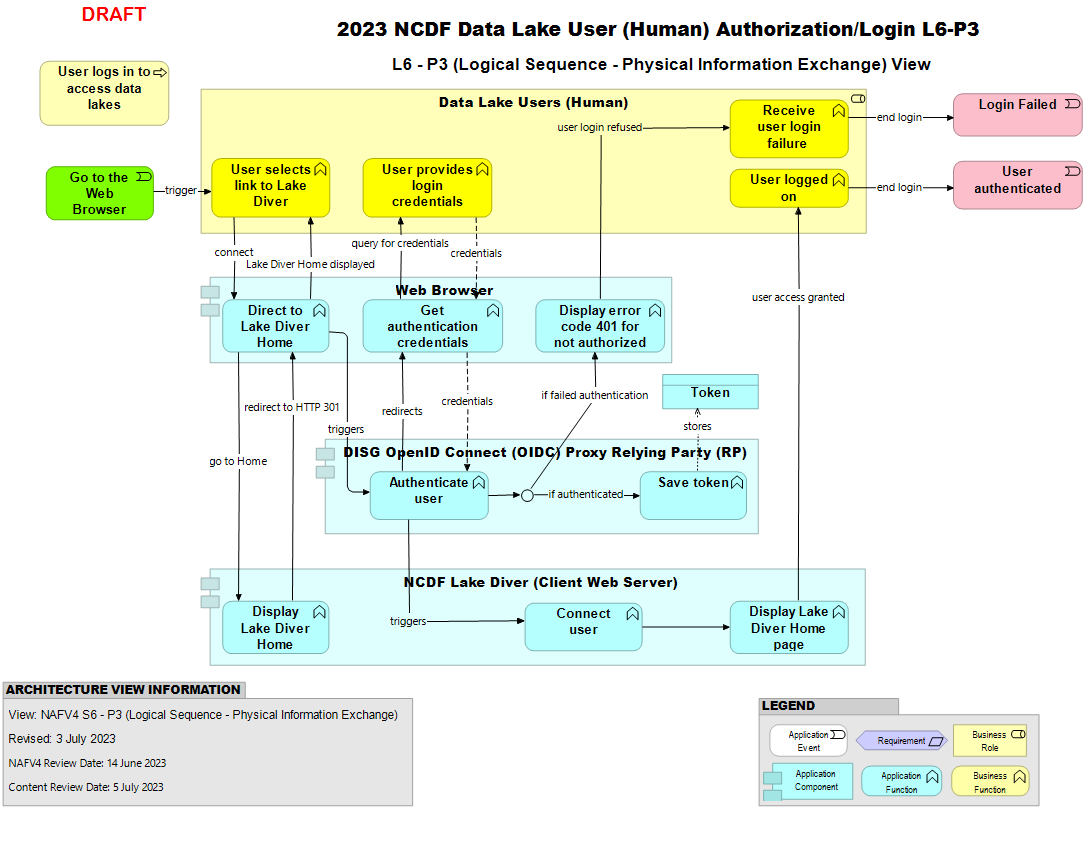 DRAFT
2023 NCDF Data Lake User (Human) Authorization/Login L6-P3
L6 - P3 (Logical Sequence - Physical Information Exchange) View
User logs in to
access data
lakes
Data Lake Users (Human)
Receive
user login
failure
end login
Login Failed
user login refused
Go to the
Web
Browser
trigger
User selects
link to Lake
Diver
User provides
login
credentials
User logged
on
end login
User
authenticated
connect
Lake Diver Home displayed
query for credentials
credentials
user access granted
Web Browser
Direct to
Lake Diver
Home
Get
authentication
credentials
Display error
code 401 for
not authorized
redirect to HTTP 301
triggers
redirects
credentials
if failed authentication
Token
stores
go to Home
DISG OpenID Connect (OIDC) Proxy Relying Party (RP)
Authenticate
user
if authenticated
Save token
NCDF Lake Diver (Client Web Server)
Display
Lake Diver
Home
triggers
Connect
user
Display Lake
Diver Home
page
ARCHITECTURE VIEW INFORMATION
View: NAFV4 S6 - P3 (Logical Sequence - Physical Information Exchange)
Revised: 3 July 2023
NAFV4 Review Date: 14 June 2023
Content Review Date: 5 July 2023
LEGEND
Application
Event
Requirement
Business
Role
Application
Component
Application
Function
Business
Function